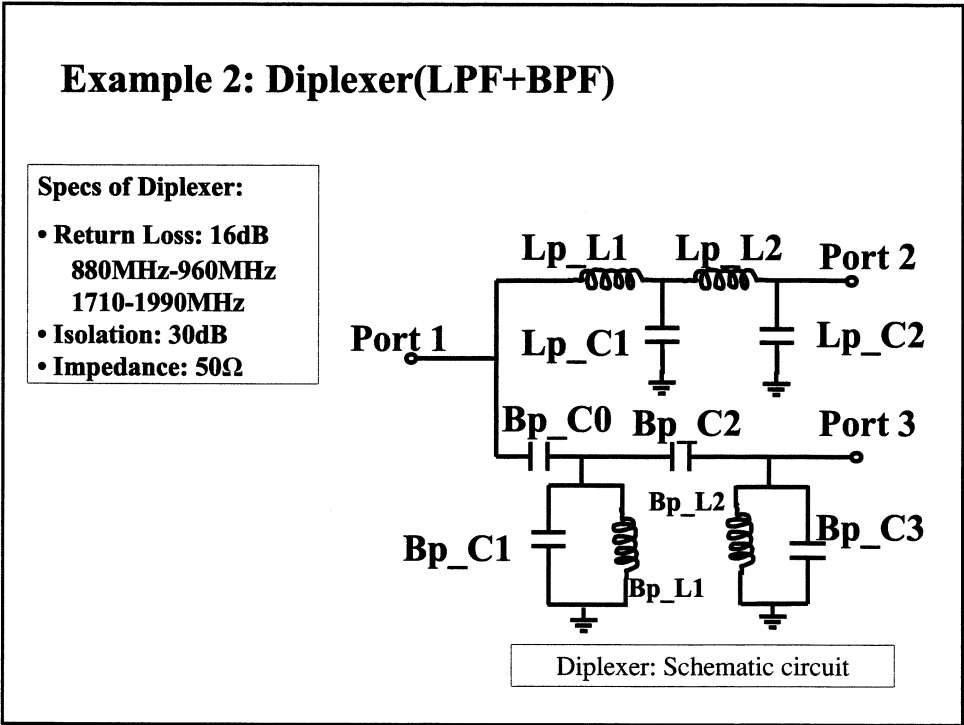 Example 2: Diplexer(LPF+BPF)
Specs of Diplexer:
• Return Loss: 16dB
880MHz-960MHz
1710-1990MHz
• Isolation: 30dB
• Impedance: 50Ω
Lp_L1
Lp_L2
Port 2
Port 1
Lp_C1
Lp_C2
Bp_C0
Bp_C2
Port 3
Bp_L2
Bp_C1
Bp_C3
Bp_L1
Diplexer: Schematic circuit